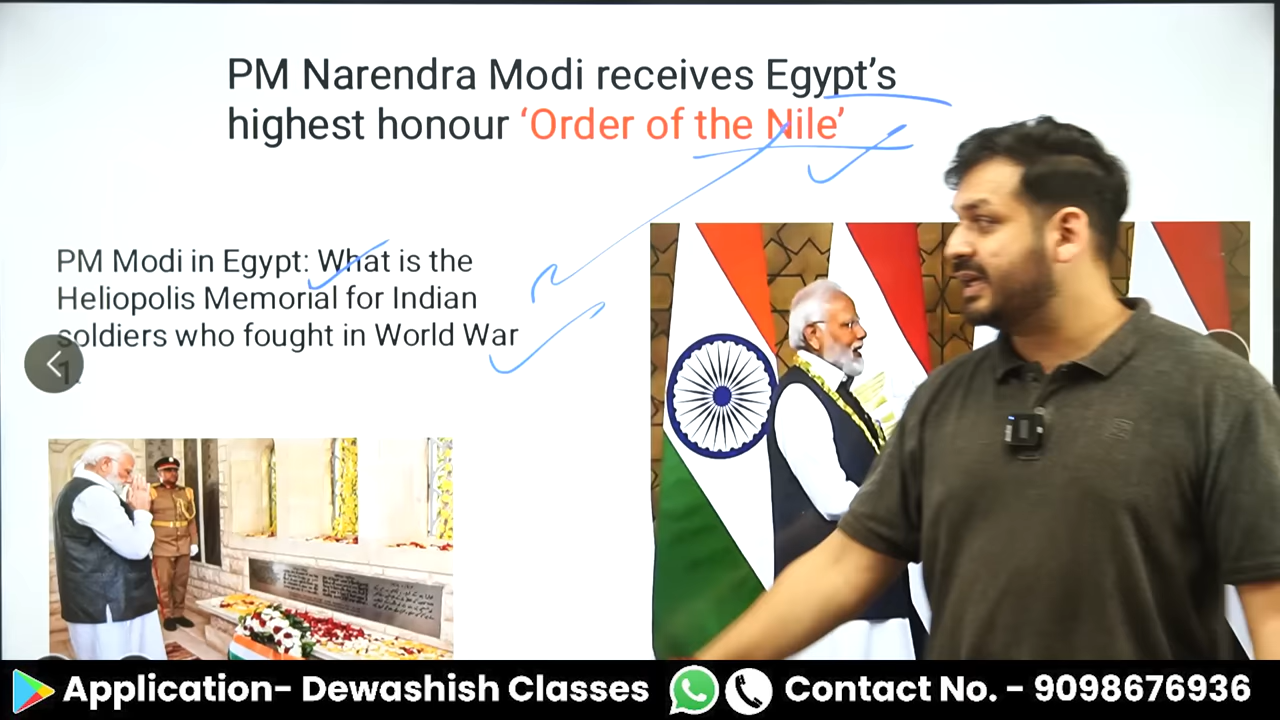 PM Narendra Modi receives Egypt's
highest honour ‘Order of the Nile’
PM Modi in Egypt: What is the
Heliopolis Memorial for Indian
soldiers who fought in World War
1.
Application- Dewashish Classes
Contact No. - 9098676936